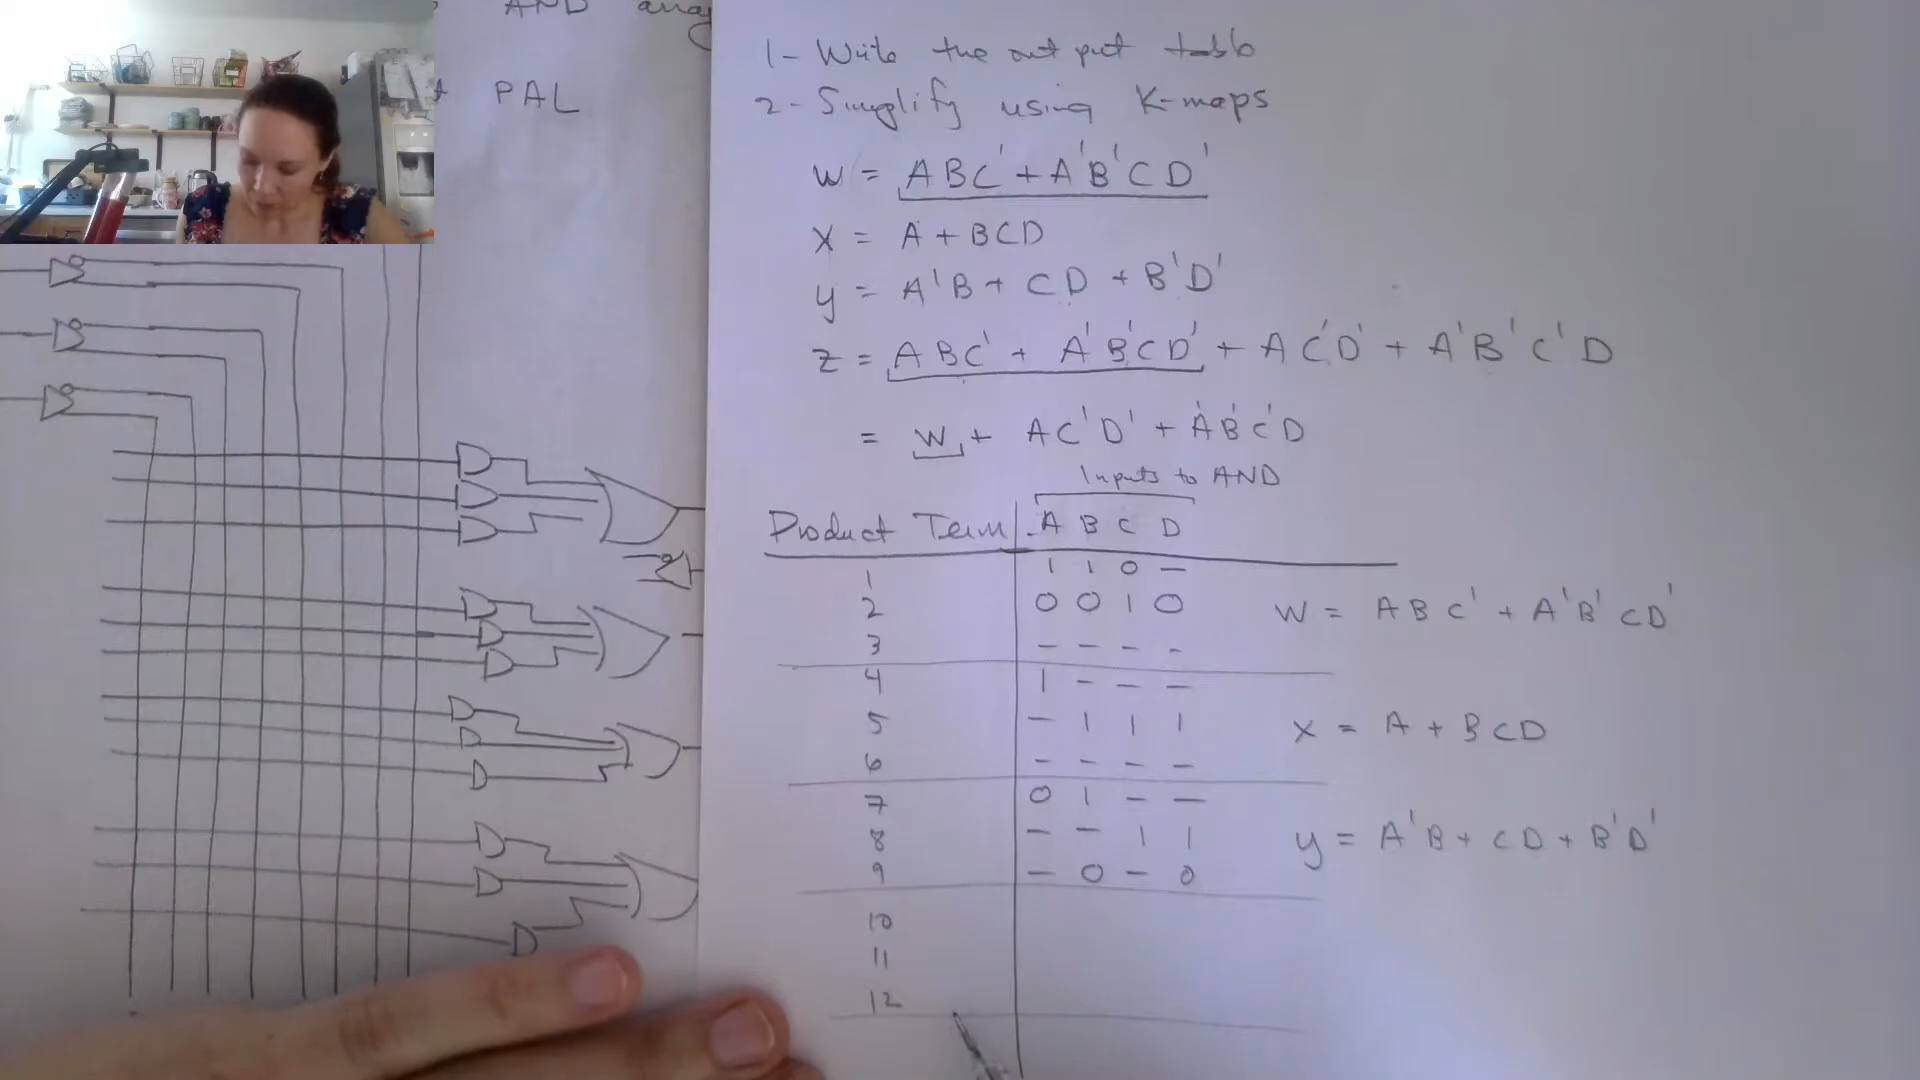 AND array
PAL
1- Write the output table
2- Simplify using K-maps
W = ABC' + A'B'CD'
X = A + BCD
y = A'B + CD + B'D'
Z = ABC' + A'B'CD' + AC'D' + A'B'C'D
= W + AC'D' + A'B'C'D
Inputs to AND
Product Term A B C D
1 1 1 0 -
2 0 0 1 0 W = ABC' + A'B'CD'
3 - - - -
4 1 - - -
5 - 1 1 1 X = A + BCD
6 - - - -
7 0 1 - -
8 - - 1 1 y = A'B + CD + B'D'
9 - 0 - 0
10
11
12